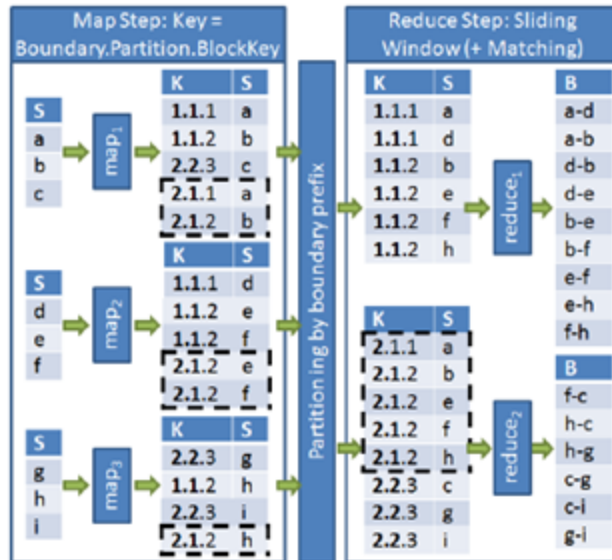 Map Step: Key =
Boundary.Partition.BlockKey
S
a
b
c
map1
K S
1.1.1 a
1.1.2 b
2.2.3 c
2.1.1 a
2.1.2 b
S
d
e
f
map2
K S
1.1.1 d
1.1.2 e
1.1.2 f
2.1.2 e
2.1.2 f
S
g
h
i
map3
K S
2.2.3 g
1.1.2 h
2.2.3 i
2.1.2 h
Partition ing by boundary prefix
Reduce Step: Sliding
Window (+ Matching)
K S
1.1.1 a
1.1.1 d
1.1.2 b
1.1.2 e
1.1.2 f
1.1.2 h
reduce1
B
a-d
a-b
d-b
d-e
b-e
b-f
e-f
e-h
f-h
K S
2.1.1 a
2.1.2 b
2.1.2 e
2.1.2 f
2.1.2 h
2.2.3 c
2.2.3 g
2.2.3 i
reduce2
B
f-c
h-c
h-g
c-g
c-i
g-i